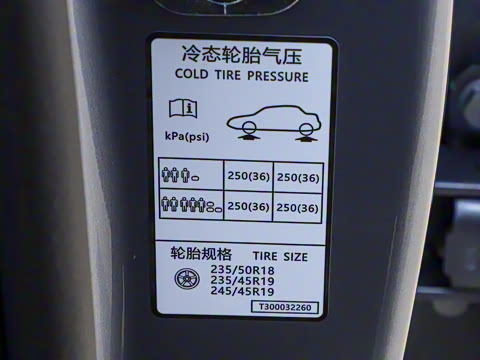 冷态轮胎气压
COLD TIRE PRESSURE
kPa(psi)
250(36) 250(36)
250(36) 250(36)
轮胎规格 TIRE SIZE
235/50R18
235/45R19
245/45R19
T300032260